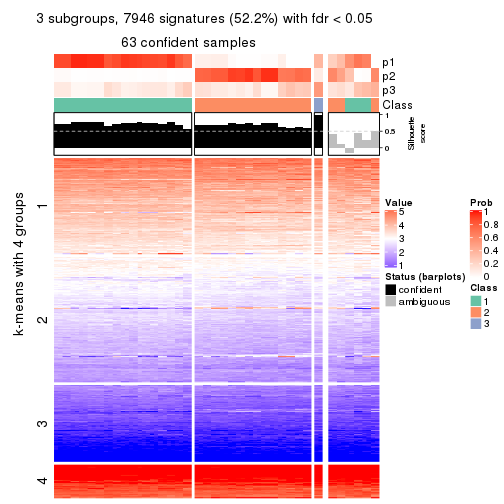 3 subgroups, 7946 signatures (52.2%) with fdr < 0.05
63 confident samples
p1
p2
p3
Class
1
0.5
0
Silhouette
score
k-means with 4 groups
1
2
3
4
Value
5
4
3
2
1
Status (barplots)
confident
ambiguous
Prob
1
0.8
0.6
0.4
0.2
0
Class
1
2
3